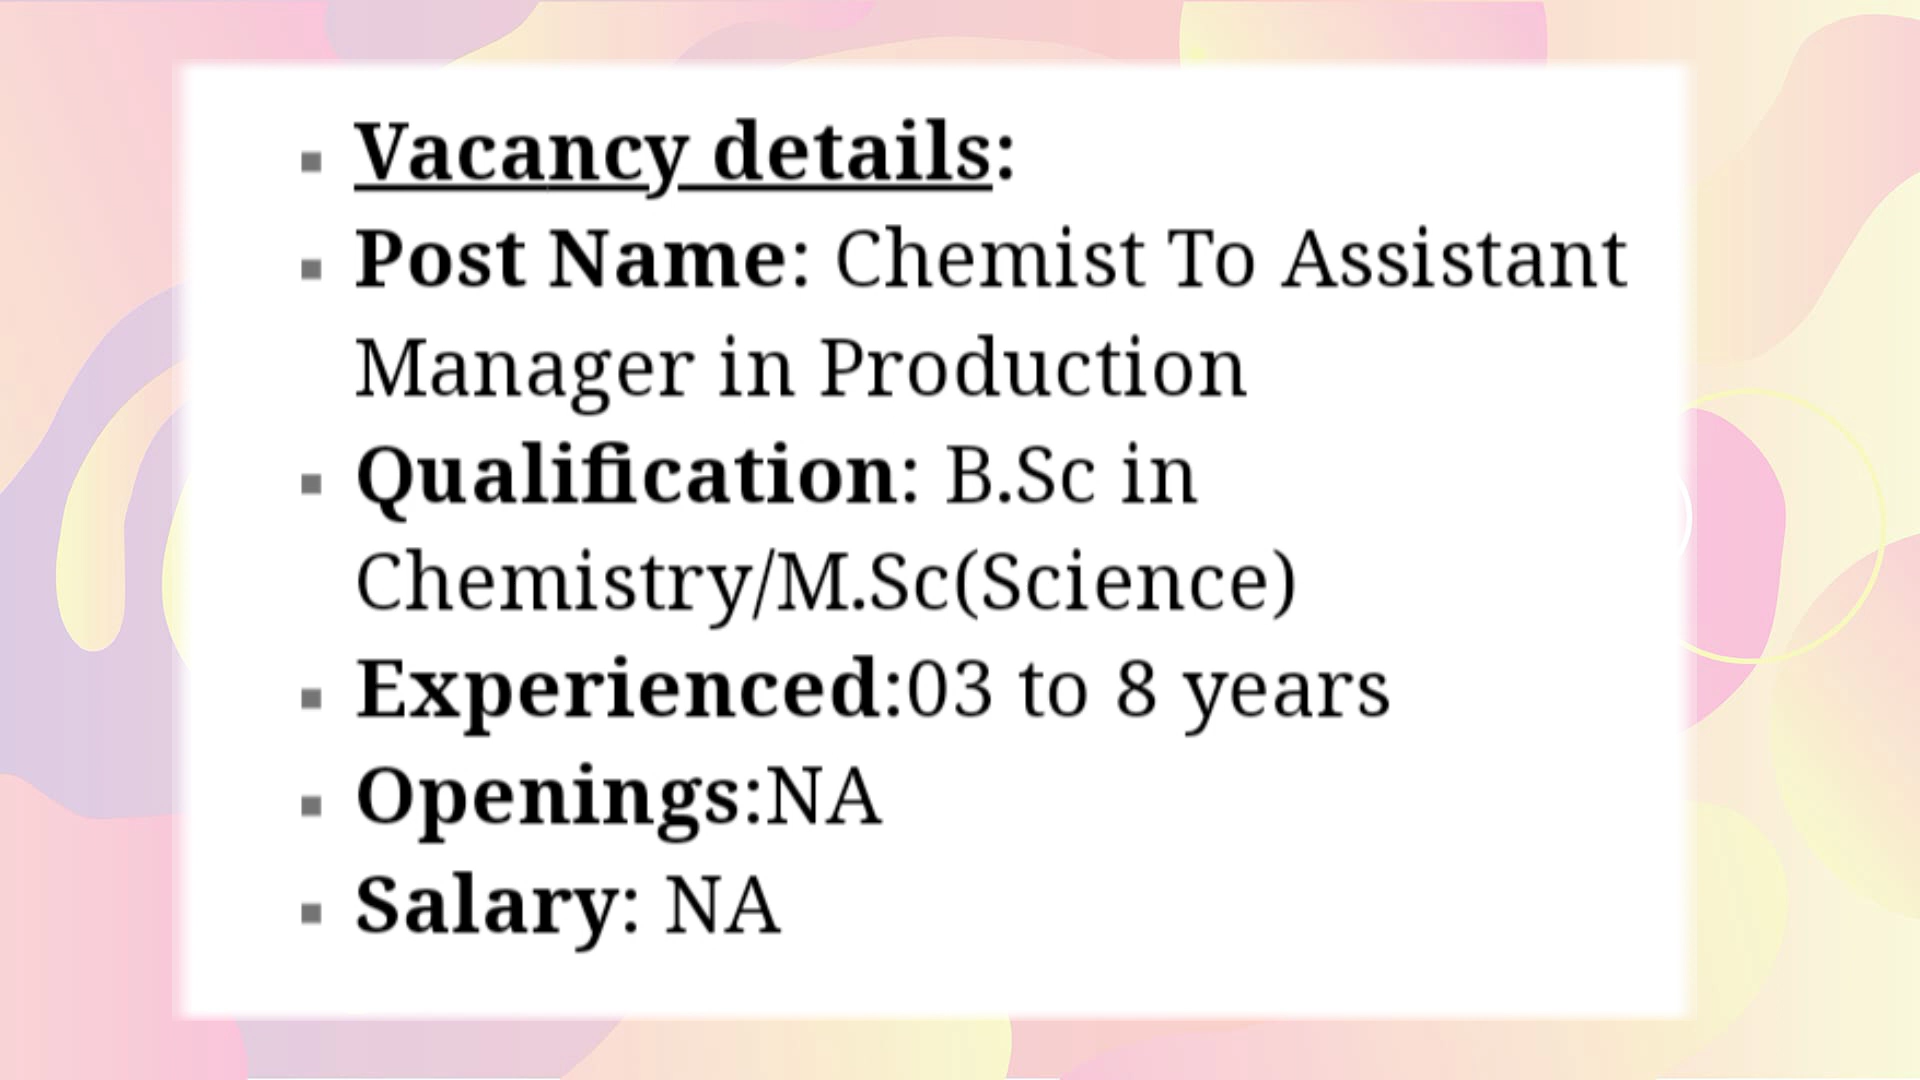 Vacancy details:
Post Name: Chemist To Assistant
Manager in Production
Qualification: B.Sc in
Chemistry/M.Sc(Science)
Experienced:03 to 8 years
Openings:NA
Salary: NA